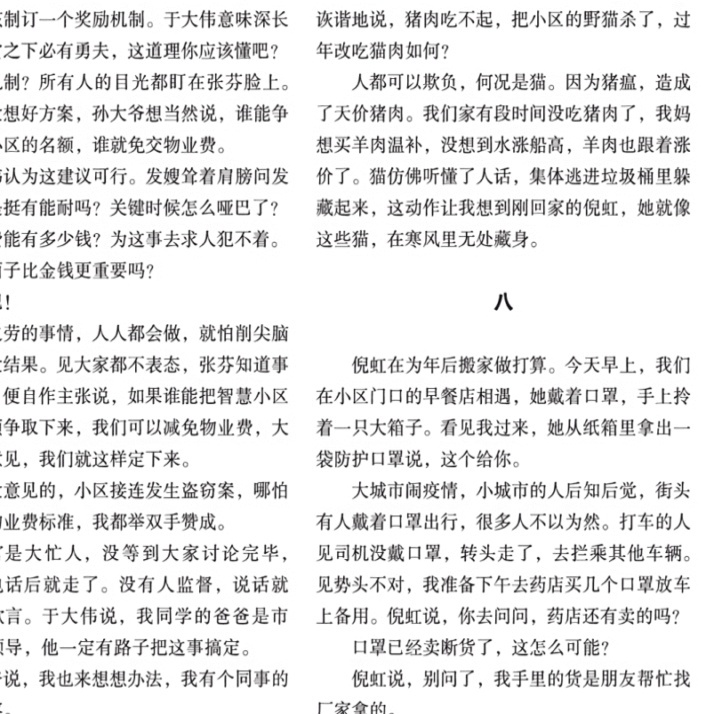 制订一个奖励机制。于大伟意味深长
之下必有勇夫，这道理你应该懂吧？
制？所有人的目光都盯在张芬脸上。
想好方案，孙大爷想当然说，谁能争
小区的名额，谁就免交物业费。
认为这建议可行。发嫂耸着肩膀问发
挺有能耐吗？关键时候怎么哑巴了？
能有多少钱？为这事去求人犯不着。
子比金钱更重要吗？
！
劳的事情，人人都会做，就怕削尖脑
结果。见大家都不表态，张芬知道事
便自作主张说，如果谁能把智慧小区
争取下来，我们可以减免物业费，大
意见，我们就这样定下来。
意见的，小区接连发生盗窃案，哪怕
业费标准，我都举双手赞成。
是大忙人，没等到大家讨论完毕，
电话后就走了。没有人监督，说话就
言。于大伟说，我同学的爸爸是市
领导，他一定有路子把这事搞定。
说，我也来想想办法，我有个同事的
诙谐地说，猪肉吃不起，把小区的野猫杀了，过
年改吃猫肉如何？
人都可以欺负，何况是猫。因为猪瘟，造成
了天价猪肉。我们家有段时间没吃猪肉了，我妈
想买羊肉温补，没想到水涨船高，羊肉也跟着涨
价了。猫仿佛听懂了人话，集体逃进垃圾桶里躲
藏起来，这动作让我想到刚回家的倪虹，她就像
这些猫，在寒风里无处藏身。
八
倪虹在为年后搬家做打算。今天早上，我们
在小区门口的早餐店相遇，她戴着口罩，手上拎
着一只大箱子。看见我过来，她从纸箱里拿出一
袋防护口罩说，这个给你。
大城市闹疫情，小城市的人后知后觉，街头
有人戴着口罩出行，很多人不以为然。打车的人
见司机没戴口罩，转头走了，去拦乘其他车辆。
见势头不对，我准备下午去药店买几个口罩放车
上备用。倪虹说，你去问问，药店还有卖的吗？
口罩已经卖断货了，这怎么可能？
倪虹说，别问了，我手里的货是朋友帮忙找
厂家拿的。